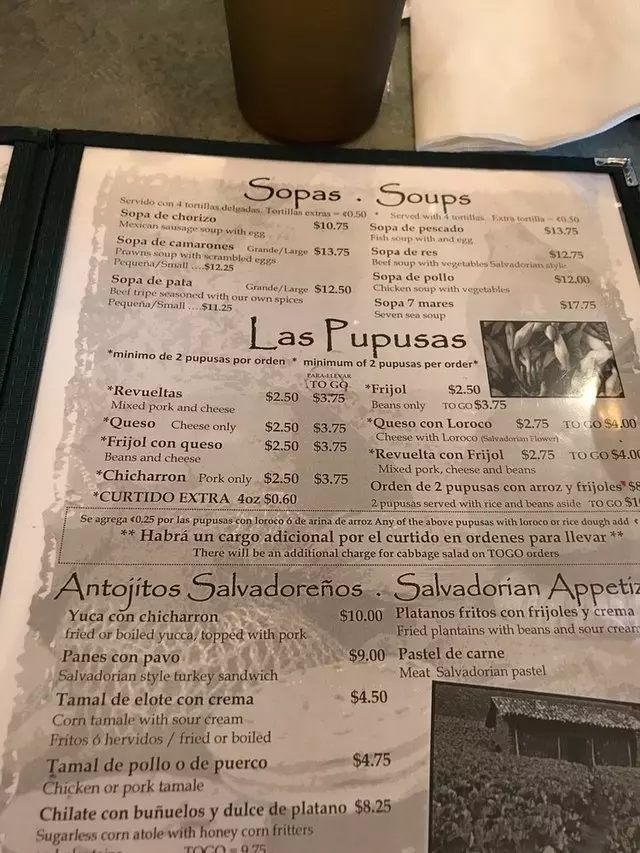 Sopas . Soups
Servido con 4 tortillas delgadas. Tortillas extras = ¢0.50 * Served with 4 tortillas. Extra tortilla = ¢0.50
Sopa de chorizo $10.75
Mexican sausage soup with egg
Sopa de camarones Grande/Large $13.75
Prawns soup with scrambled eggs
Pequeña/Small ....$12.25
Sopa de pata Grande/Large $12.50
Beef tripe seasoned with our own spices
Pequeña/Small ....$11.25
Sopa de pescado $13.75
Fish soup with and egg
Sopa de res $12.75
Beef soup with vegetables Salvadorian style
Sopa de pollo $12.00
Chicken soup with vegetables
Sopa 7 mares $17.75
Seven sea soup
Las Pupusas
*minimo de 2 pupusas por orden * minimum of 2 pupusas per order*
PARA-LLEVAR
TO GO
*Revueltas $2.50 $3.75
Mixed pork and cheese
*Queso Cheese only $2.50 $3.75
*Frijol con queso $2.50 $3.75
Beans and cheese
*Chicharron Pork only $2.50 $3.75
*CURTIDO EXTRA 4oz $0.60
*Frijol $2.50
Beans only TO GO $3.75
*Queso con Loroco $2.75 TO GO $4.00
Cheese with Loroco (Salvadorian Flower)
*Revuelta con Frijol $2.75 TO GO $4.00
Mixed pork, cheese and beans
Orden de 2 pupusas con arroz y frijoles* $8
2 pupusas served with rice and beans aside TO GO $1
Se agrega ¢0,25 por las pupusas con loroco ó de arina de arroz Any of the above pupusas with loroco or rice dough add ¢
** Habrá un cargo adicional por el curtido en ordenes para llevar **
There will be an additional charge for cabbage salad on TOGO orders
Antojitos Salvadoreños . Salvadorian Appetiz
Yuca con chicharron $10.00
fried or boiled yucca, topped with pork
Panes con pavo $9.00
Salvadorian style turkey sandwich
Tamal de elote con crema $4.50
Corn tamale with sour cream
Fritos ó hervidos / fried or boiled
Tamal de pollo o de puerco $4.75
Chicken or pork tamale
Chilate con buñuelos y dulce de platano $8.25
Sugarless corn atole with honey corn fritters
TOGO = 9.75
Platanos fritos con frijoles y crema
Fried plantains with beans and sour cream
Pastel de carne
Meat Salvadorian pastel